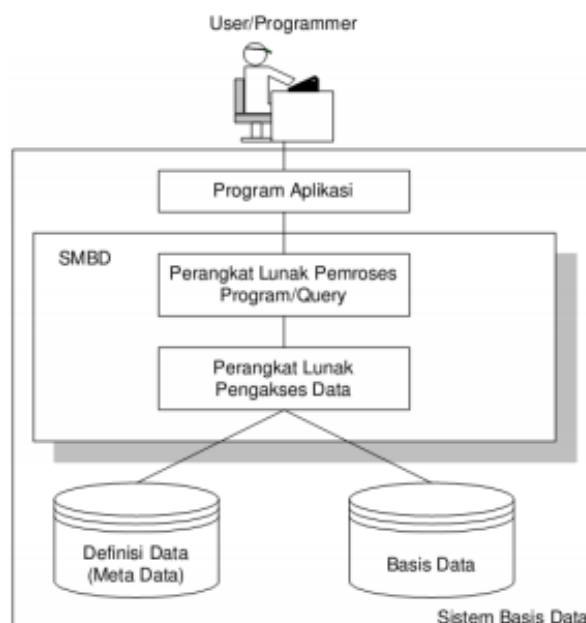 User/Programmer
Program Aplikasi
SMBD
Perangkat Lunak Pemroses
Program/Query
Perangkat Lunak
Pengakses Data
Definisi Data
(Meta Data)
Basis Data
Sistem Basis Data